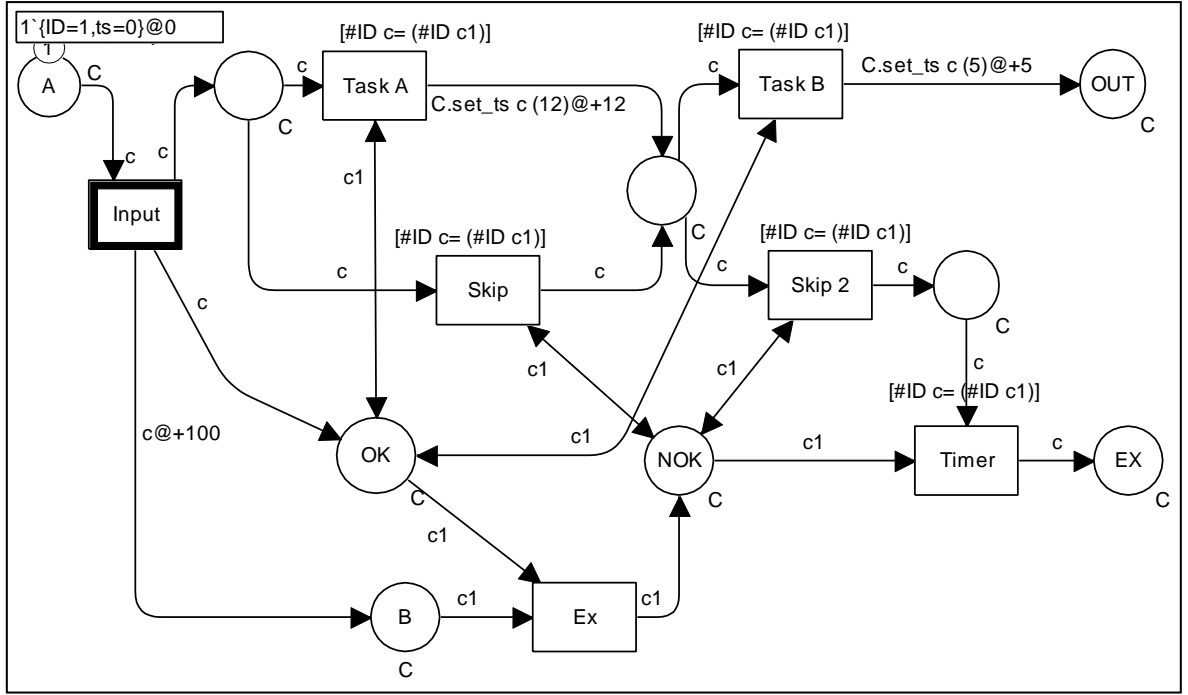 1`{ID=1,ts=0}@0
1
A
C
c
c
C
c
[#ID c= (#ID c1)]
Task A
C.set_ts c (12)@+12
[#ID c= (#ID c1)]
c
Task B
C.set_ts c (5)@+5
OUT
C
Input
c1
[#ID c= (#ID c1)]
c
Skip
c
C
c
[#ID c= (#ID c1)]
Skip 2
c
C
c
c
c1
c1
[#ID c= (#ID c1)]
c@+100
OK
C
c1
NOK
C
c1
Timer
c
EX
C
c1
B
C
c1
Ex
c1